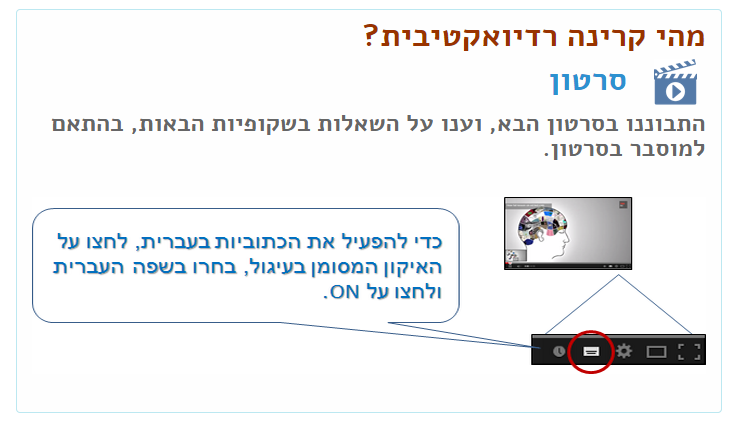 מהי קרינה רדיואקטיבית?
סרטון
התבוננו בסרטון הבא, וענו על השאלות בשקופיות הבאות, בהתאם
למוסבר בסרטון.
כדי להפעיל את הכתוביות בעברית, לחצו על
האיקון המסומן בעיגול, בחרו בשפה העברית
ולחצו על ON.